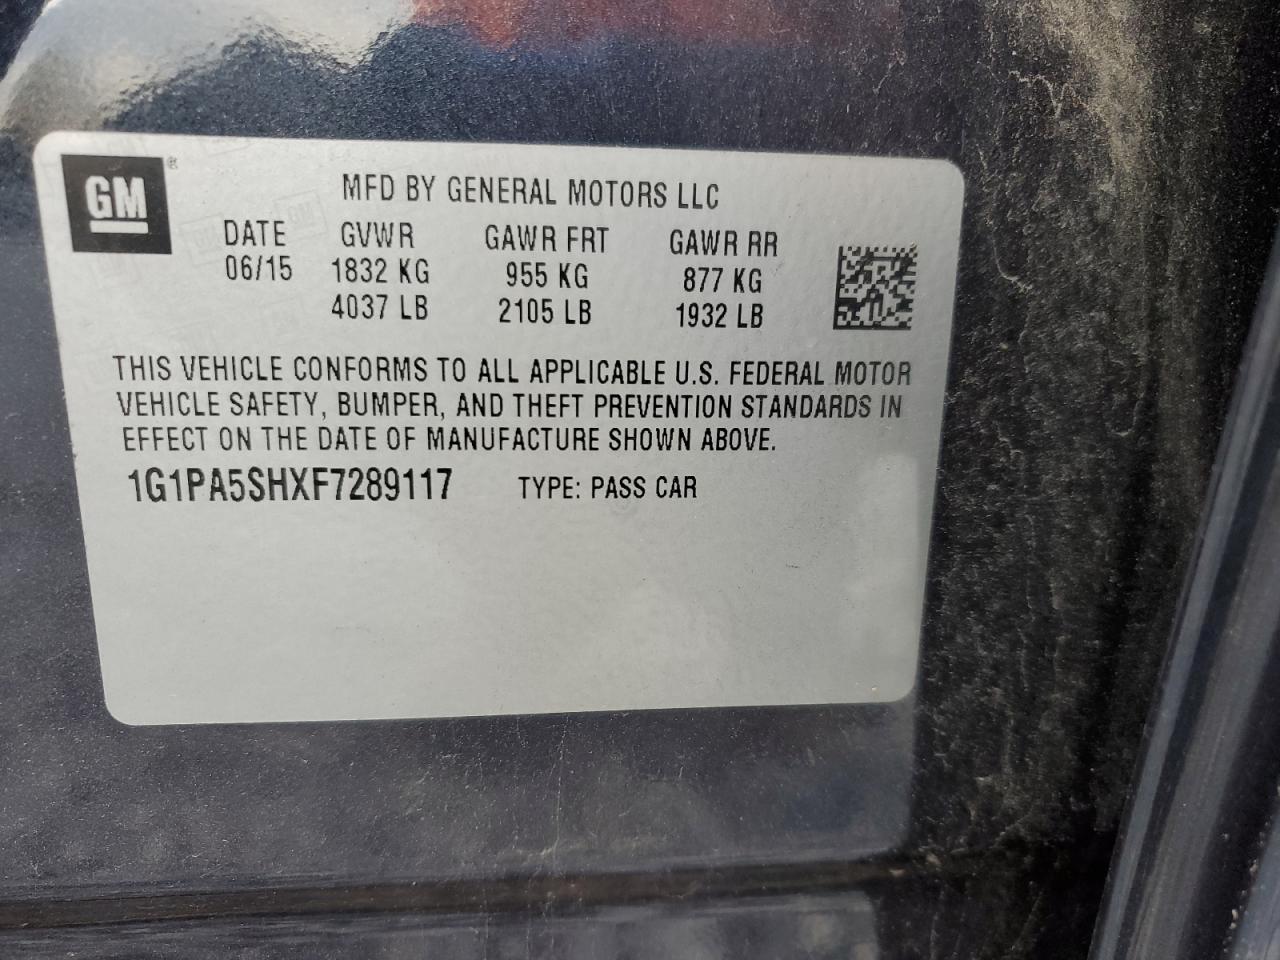 GM ®
MFD BY GENERAL MOTORS LLC
DATE GVWR GAWR FRT GAWR RR
06/15 1832 KG 955 KG 877 KG
4037 LB 2105 LB 1932 LB
THIS VEHICLE CONFORMS TO ALL APPLICABLE U.S. FEDERAL MOTOR
VEHICLE SAFETY, BUMPER, AND THEFT PREVENTION STANDARDS IN
EFFECT ON THE DATE OF MANUFACTURE SHOWN ABOVE.
1G1PA5SHXF7289117 TYPE: PASS CAR